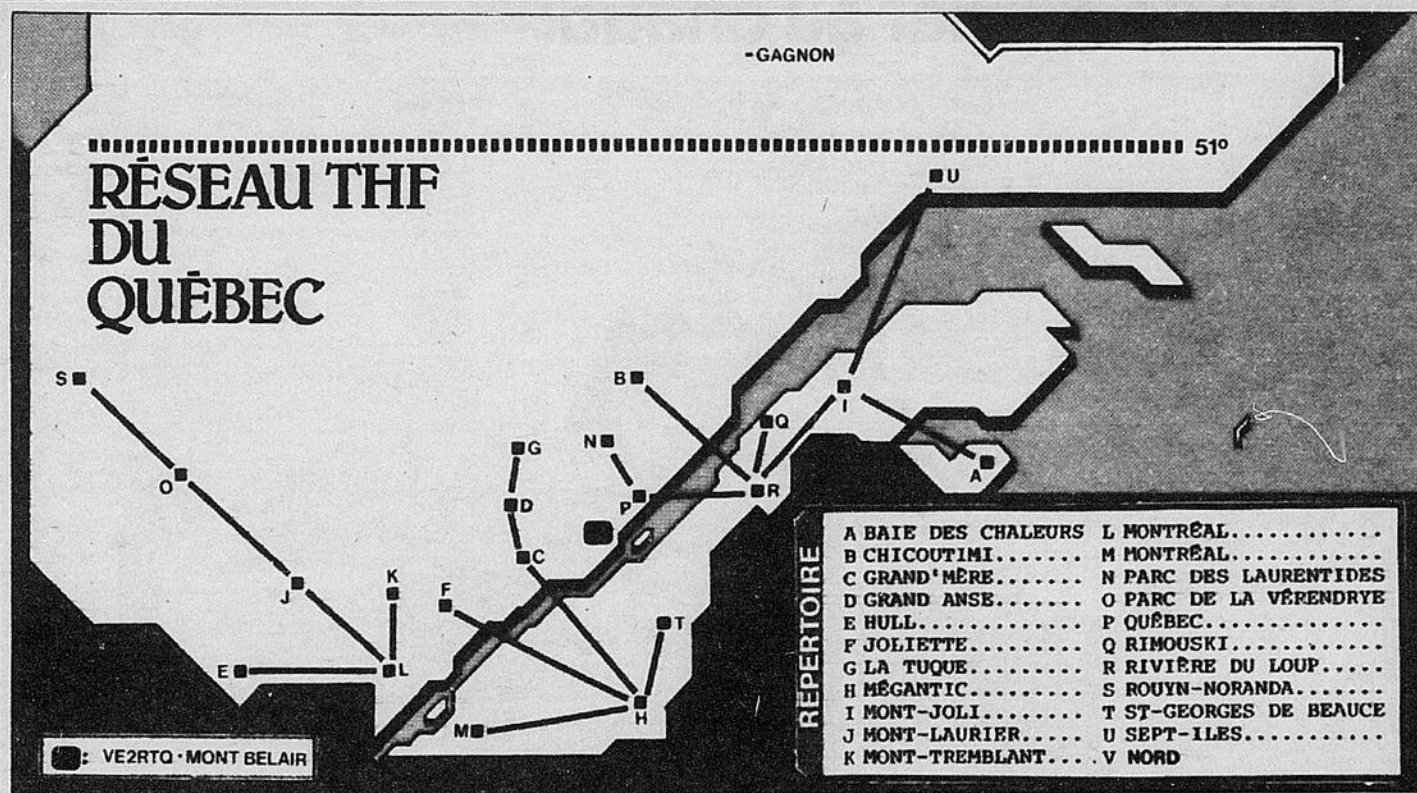 -GAGNON
51º
RÉSEAU THF
DU
QUÉBEC
U
S
B
I
Q
G
N
A
O
D
P
R
C
K
J
F
T
E
L
H
M
: VE2RTQ · MONT BELAIR
RÉPERTOIRE
A BAIE DES CHALEURS
B CHICOUTIMI.......
C GRAND'MÈRE.......
D GRAND ANSE........
E HULL..............
F JOLIETTE.........
G LA TUQUE.........
H MÉGANTIC.........
I MONT-JOLI........
J MONT-LAURIER.....
K MONT-TREMBLANT....
L MONTRÉAL............
M MONTRÉAL............
N PARC DES LAURENTIDES
O PARC DE LA VÉRENDRYE
P QUÉBEC..............
Q RIMOUSKI............
R RIVIÈRE DU LOUP.....
S ROUYN-NORANDA.......
T ST-GEORGES DE BEAUCE
U SEPT-ILES...........
V NORD